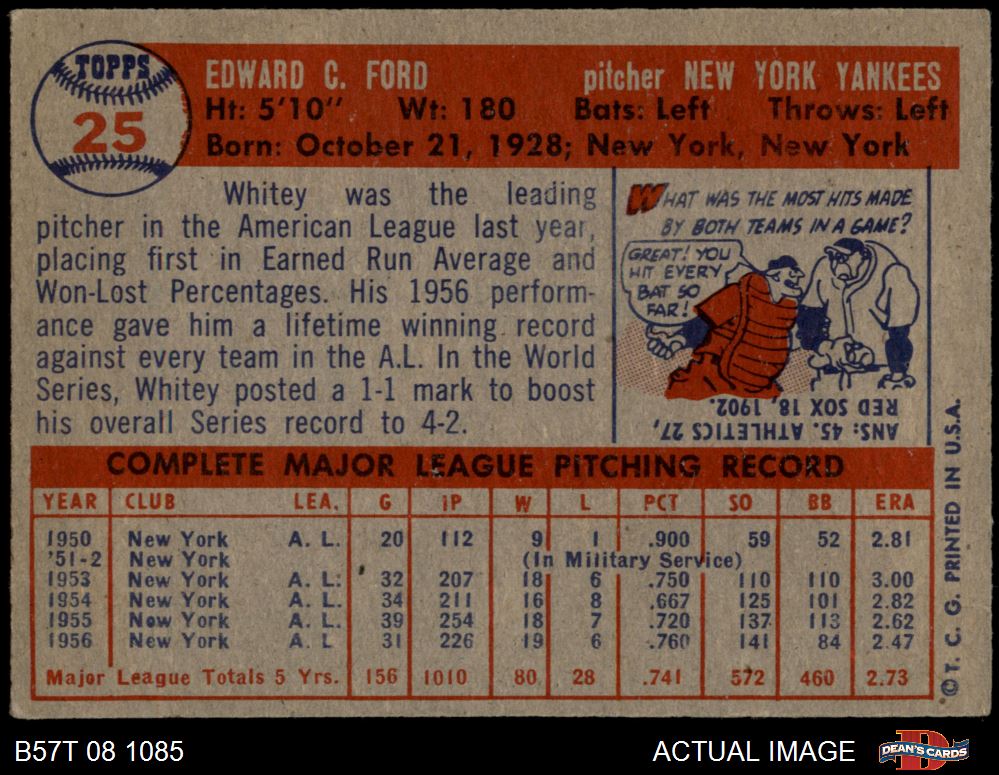 TOPPS
25
EDWARD C. FORD pitcher NEW YORK YANKEES
Ht: 5'10" Wt: 180 Bats: Left Throws: Left
Born: October 21, 1928; New York, New York
Whitey was the leading
pitcher in the American League last year,
placing first in Earned Run Average and
Won-Lost Percentages. His 1956 perform-
ance gave him a lifetime winning record
against every team in the A.L. In the World
Series, Whitey posted a 1-1 mark to boost
his overall Series record to 4-2.
WHAT WAS THE MOST HITS MADE
BY BOTH TEAMS IN A GAME?
GREAT! YOU
HIT EVERY
BAT SO
FAR!
ANS: 45. ATHLETICS 27,
RED SOX 18, 1902.
COMPLETE MAJOR LEAGUE PITCHING RECORD
YEAR CLUB LEA. G IP W L PCT SO BB ERA
1950 New York A. L. 20 112 9 1 .900 59 52 2.81
'51-2 New York (In Military Service)
1953 New York A. L. 32 207 18 6 .750 110 110 3.00
1954 New York A. L. 34 211 16 8 .667 125 101 2.82
1955 New York A. L. 39 254 18 7 .720 137 113 2.62
1956 New York A. L 31 226 19 6 .760 141 84 2.47
Major League Totals 5 Yrs. 156 1010 80 28 .741 572 460 2.73
© T. C. G. PRINTED IN U.S.A.
B57T 08 1085 ACTUAL IMAGE DEAN'S CARDS